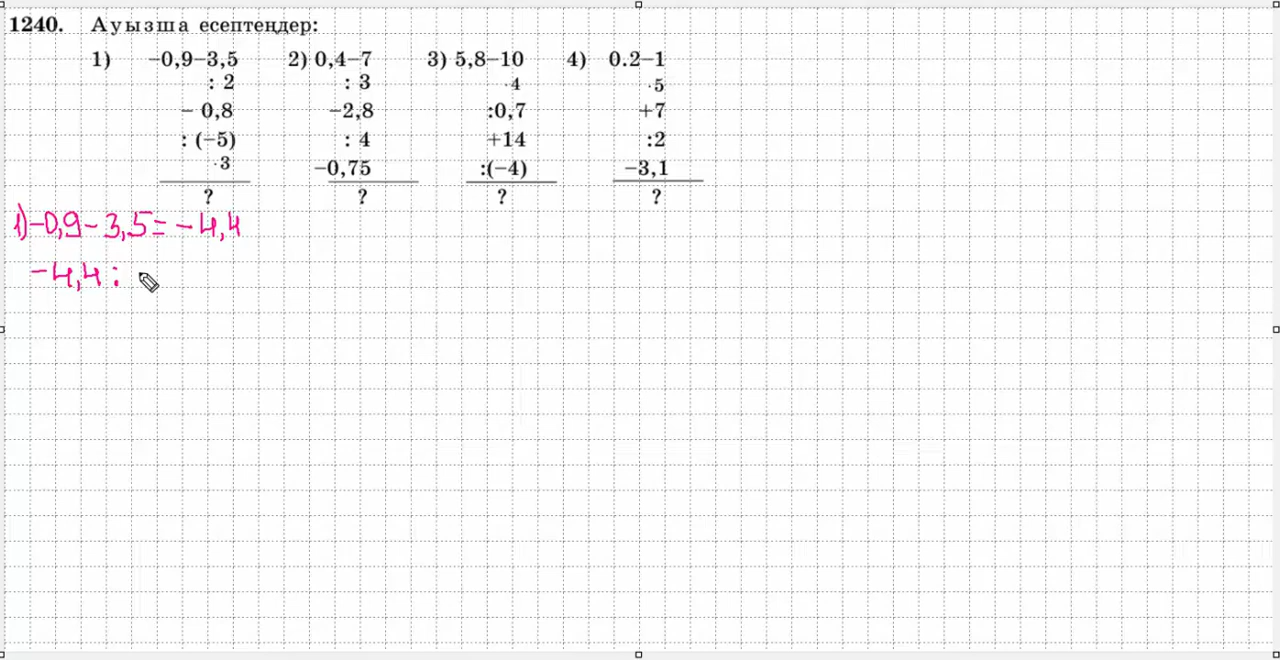 1240. Ауызша есептеңдер:
1) −0,9−3,5 2) 0,4−7 3) 5,8−10 4) 0.2−1
: 2 : 3 ·4 ·5
− 0,8 −2,8 :0,7 +7
: (−5) : 4 +14 :2
·3 −0,75 :(−4) −3,1
? ? ? ?
1) −0,9 − 3,5 = −4,4
−4,4 :